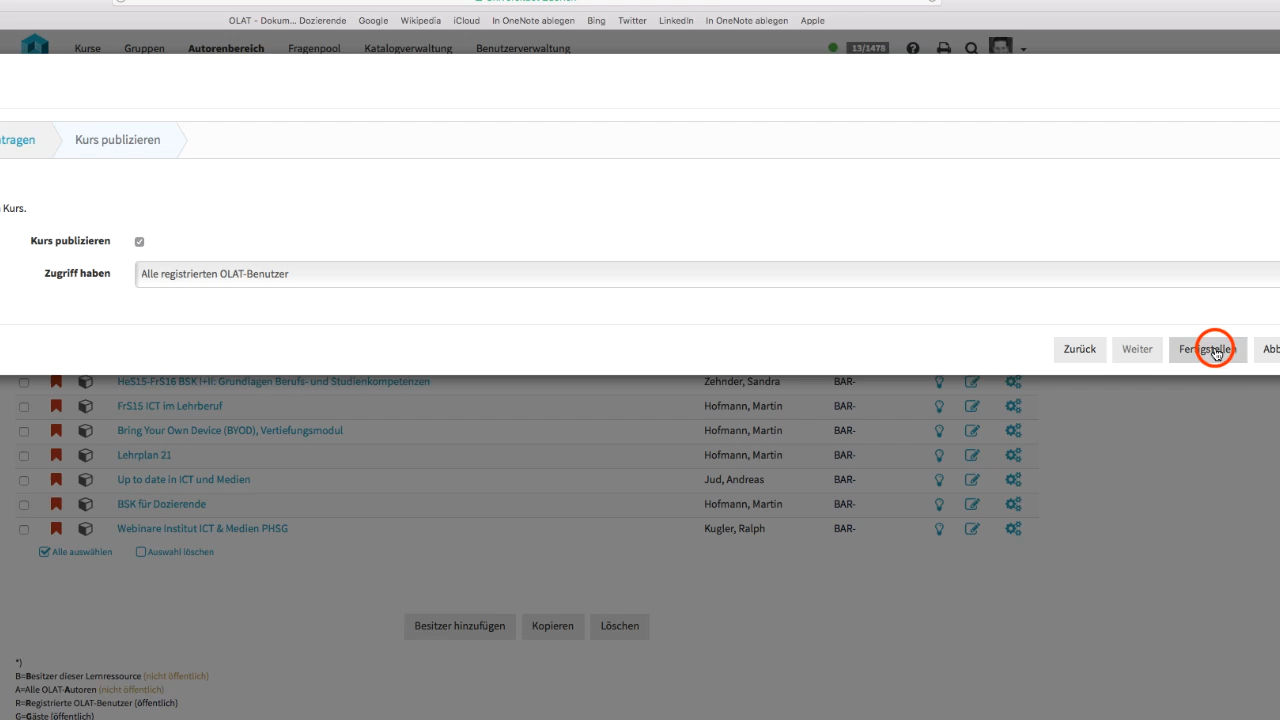 OLAT - Dokum... Dozierende Google Wikipedia iCloud In OneNote ablegen Bing Twitter LinkedIn In OneNote ablegen Apple
Kurse Gruppen Autorenbereich Fragenpool Katalogverwaltung Benutzerverwaltung 13/1478
tragen Kurs publizieren
Kurs.
Kurs publizieren
Zugriff haben Alle registrierten OLAT-Benutzer
Zurück Weiter Fertigstellen Abb
HeS15-FrS16 BSK I+II: Grundlagen Berufs- und Studienkompetenzen Zehnder, Sandra BAR-
FrS15 ICT im Lehrberuf Hofmann, Martin BAR-
Bring Your Own Device (BYOD), Vertiefungsmodul Hofmann, Martin BAR-
Lehrplan 21 Hofmann, Martin BAR-
Up to date in ICT und Medien Jud, Andreas BAR-
BSK für Dozierende Hofmann, Martin BAR-
Webinare Institut ICT & Medien PHSG Kugler, Ralph BAR-
Alle auswählen Auswahl löschen
Besitzer hinzufügen Kopieren Löschen
*)
B=Besitzer dieser Lernressource (nicht öffentlich)
A=Alle OLAT-Autoren (nicht öffentlich)
R=Registrierte OLAT-Benutzer (öffentlich)
G=Gäste (öffentlich)